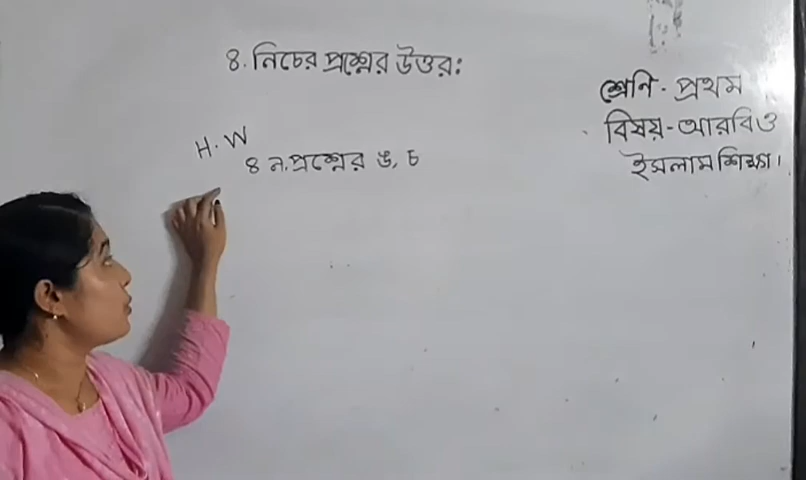 ৪. নিচের প্রশ্নের উত্তর:
শ্রেণি - প্রথম
বিষয় - আরবি ও
ইসলাম শিক্ষা।
H. W
৪ ন. প্রশ্নের ঙ, চ